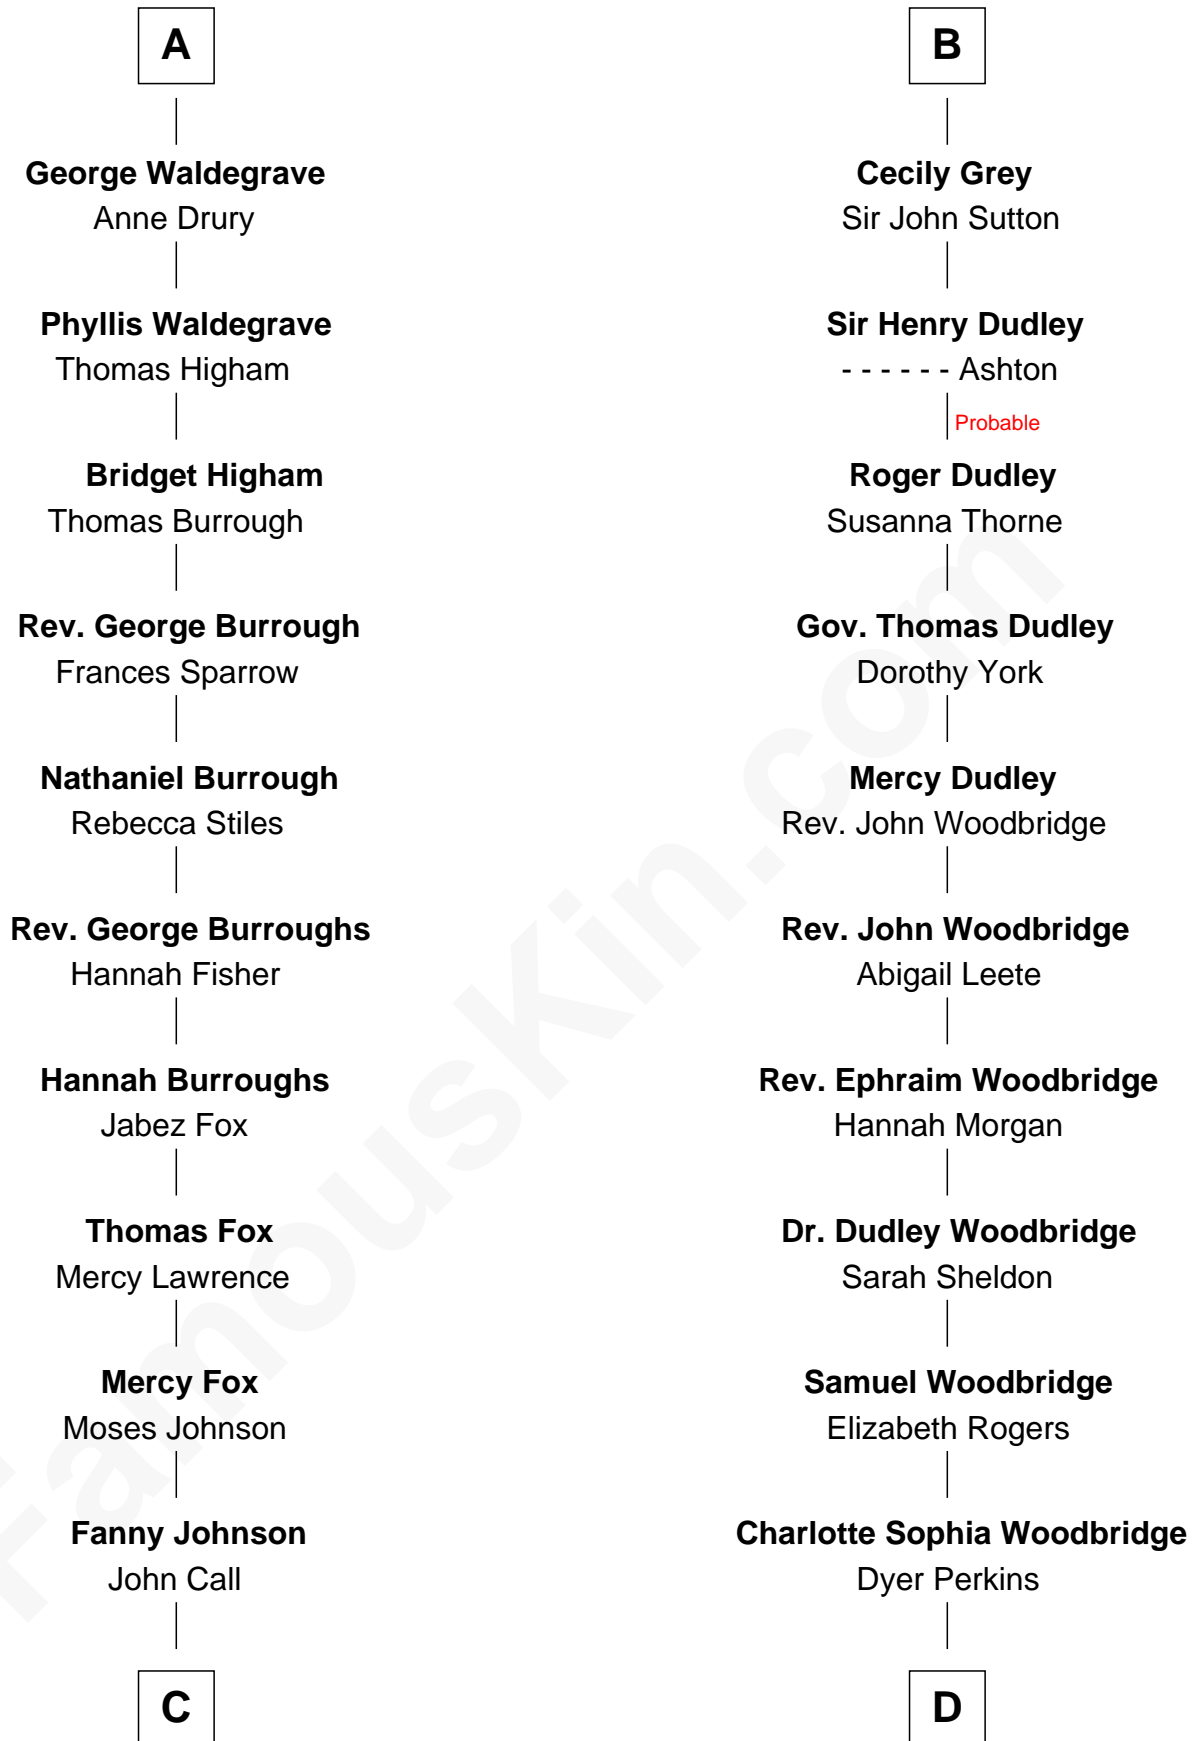 A
George Waldegrave
Anne Drury
Phyllis Waldegrave
Thomas Higham
Bridget Higham
Thomas Burrough
Rev. George Burrough
Frances Sparrow
Nathaniel Burrough
Rebecca Stiles
Rev. George Burroughs
Hannah Fisher
Hannah Burroughs
Jabez Fox
Thomas Fox
Mercy Lawrence
Mercy Fox
Moses Johnson
Fanny Johnson
John Call
C
B
Cecily Grey
Sir John Sutton
Sir Henry Dudley
- - - - - - Ashton
Probable
Roger Dudley
Susanna Thorne
Gov. Thomas Dudley
Dorothy York
Mercy Dudley
Rev. John Woodbridge
Rev. John Woodbridge
Abigail Leete
Rev. Ephraim Woodbridge
Hannah Morgan
Dr. Dudley Woodbridge
Sarah Sheldon
Samuel Woodbridge
Elizabeth Rogers
Charlotte Sophia Woodbridge
Dyer Perkins
D
FamousKin.com